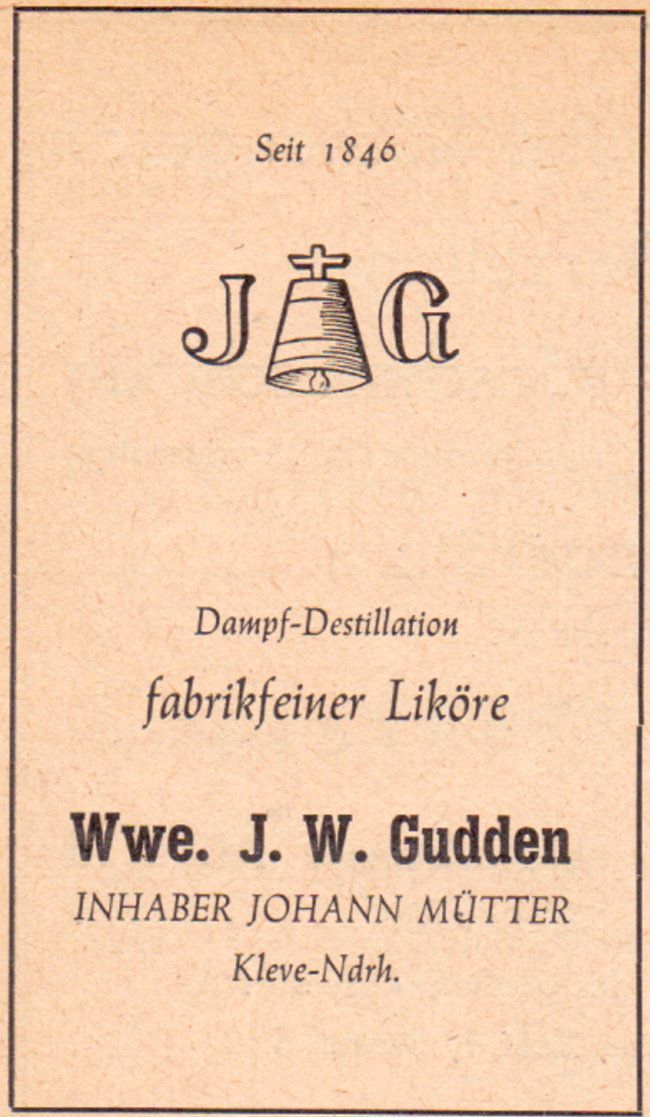 Seit 1846
J G
Dampf-Destillation
fabrikfeiner Liköre
Wwe. J. W. Gudden
INHABER JOHANN MÜTTER
Kleve-Ndrh.